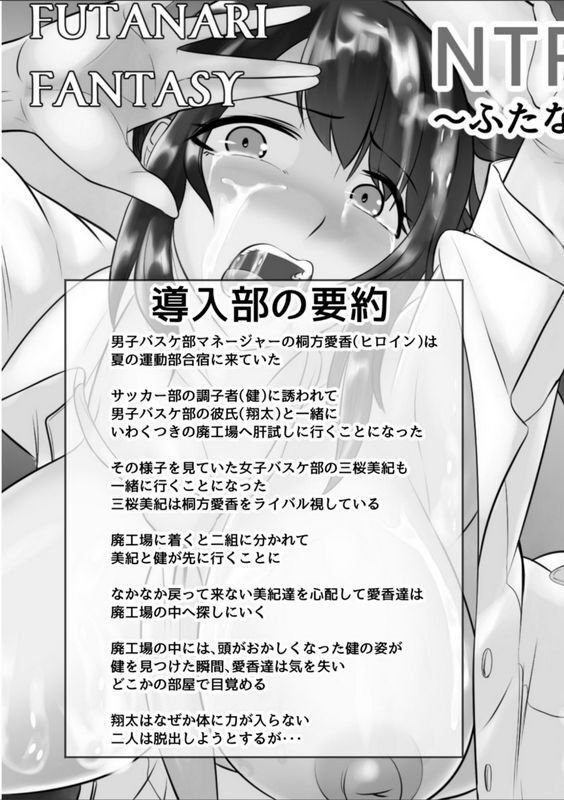 FUTANARI
FANTASY
NTR
～ふたな
導入部の要約
男子バスケ部マネージャーの桐方愛香(ヒロイン)は
夏の運動部合宿に来ていた
サッカー部の調子者(健)に誘われて
男子バスケ部の彼氏(翔太)と一緒に
いわくつきの廃工場へ肝試しに行くことになった
その様子を見ていた女子バスケ部の三桜美紀も
一緒に行くことになった
三桜美紀は桐方愛香をライバル視している
廃工場に着くと二組に分かれて
美紀と健が先に行くことに
なかなか戻って来ない美紀達を心配して愛香達は
廃工場の中へ探しにいく
廃工場の中には、頭がおかしくなった健の姿が
健を見つけた瞬間、愛香達は気を失い
どこかの部屋で目覚める
翔太はなぜか体に力が入らない
二人は脱出しようとするが･･･